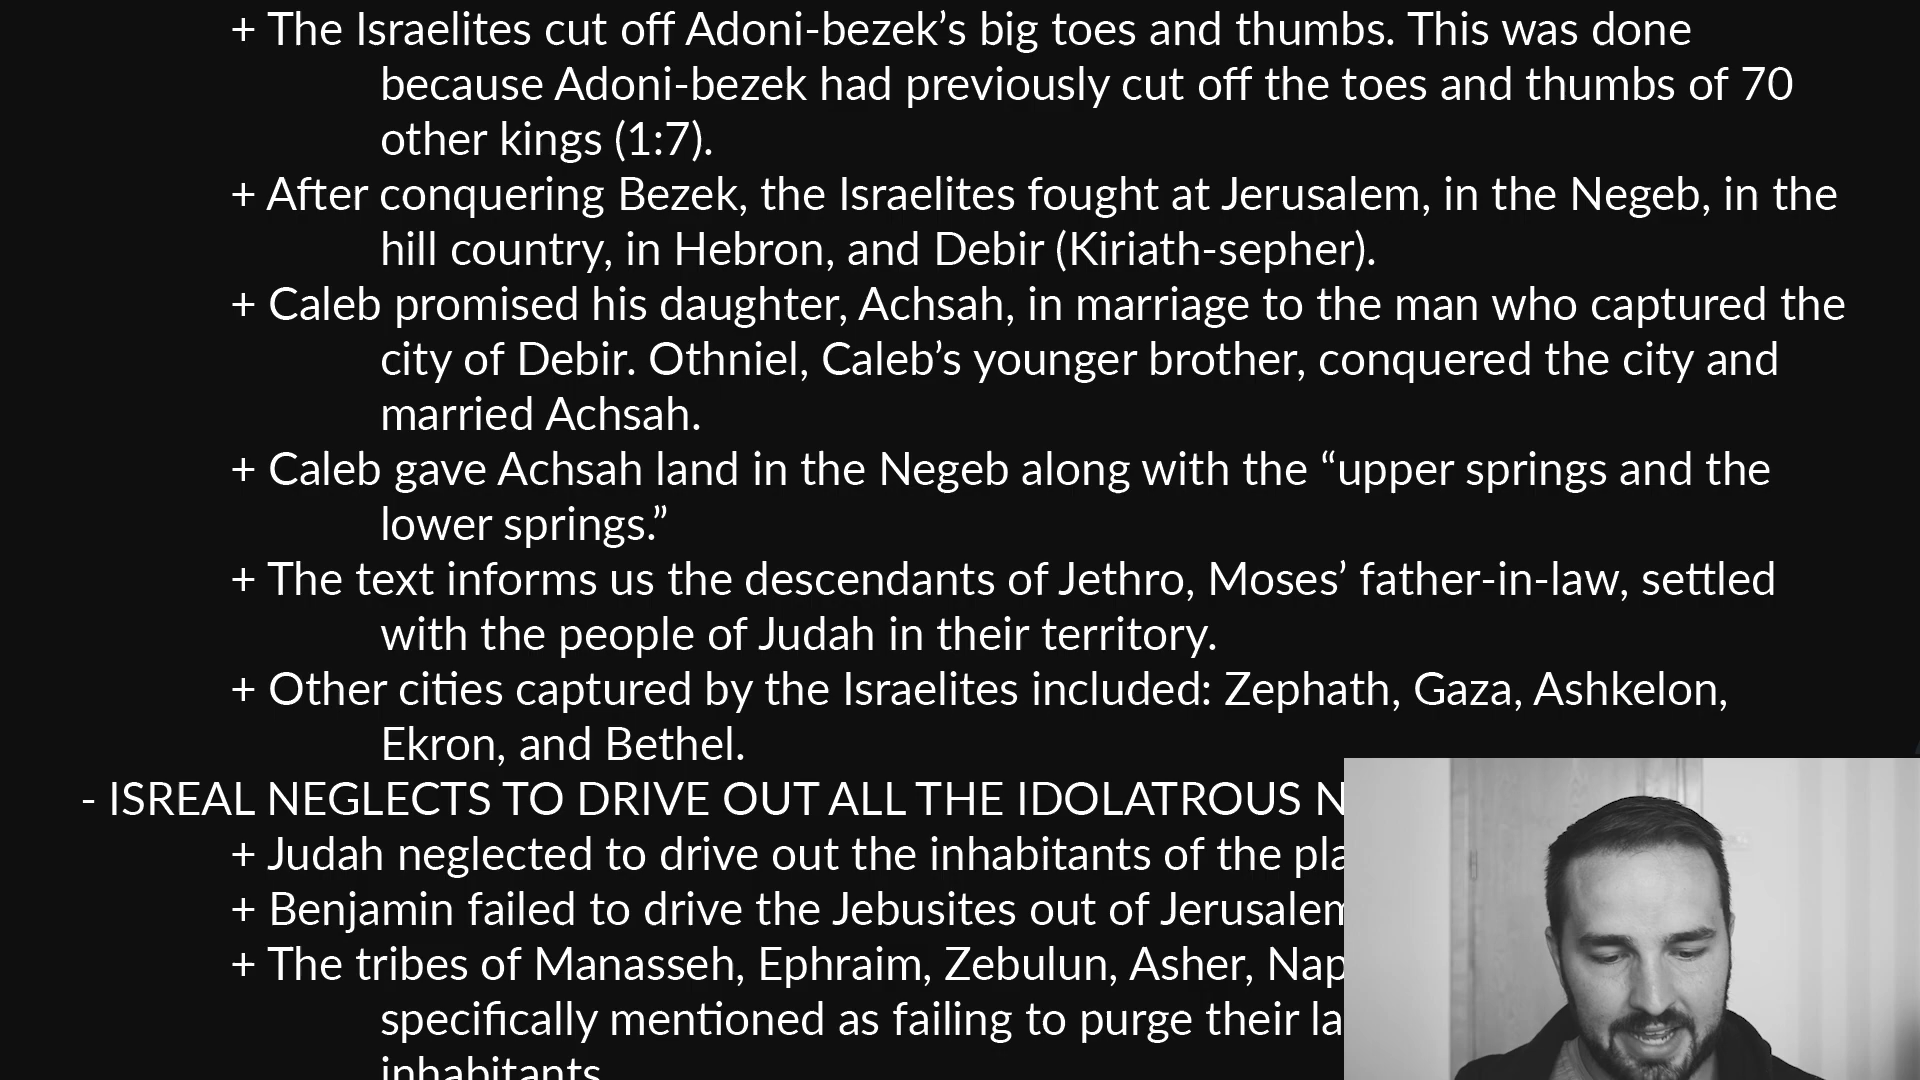 + The Israelites cut off Adoni-bezek’s big toes and thumbs. This was done
because Adoni-bezek had previously cut off the toes and thumbs of 70
other kings (1:7).
+ After conquering Bezek, the Israelites fought at Jerusalem, in the Negeb, in the
hill country, in Hebron, and Debir (Kiriath-sepher).
+ Caleb promised his daughter, Achsah, in marriage to the man who captured the
city of Debir. Othniel, Caleb’s younger brother, conquered the city and
married Achsah.
+ Caleb gave Achsah land in the Negeb along with the “upper springs and the
lower springs.”
+ The text informs us the descendants of Jethro, Moses’ father-in-law, settled
with the people of Judah in their territory.
+ Other cities captured by the Israelites included: Zephath, Gaza, Ashkelon,
Ekron, and Bethel.
- ISREAL NEGLECTS TO DRIVE OUT ALL THE IDOLATROUS
+ Judah neglected to drive out the inhabitants of the
+ Benjamin failed to drive the Jebusites out of Jerusalem
+ The tribes of Manasseh, Ephraim, Zebulun, Asher,
specifically mentioned as failing to purge their
inhabitants